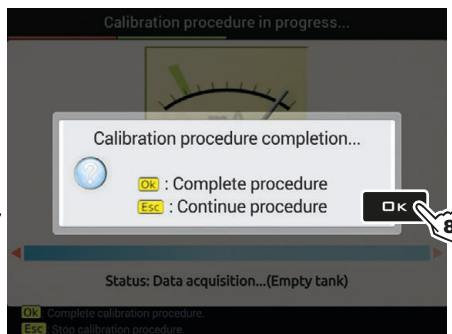 Calibration procedure in progress...
Calibration procedure completion...
Ok : Complete procedure
Esc : Continue procedure
OK
8
Status: Data acquisition...(Empty tank)
Ok : Complete calibration procedure.
Esc : Stop calibration procedure.